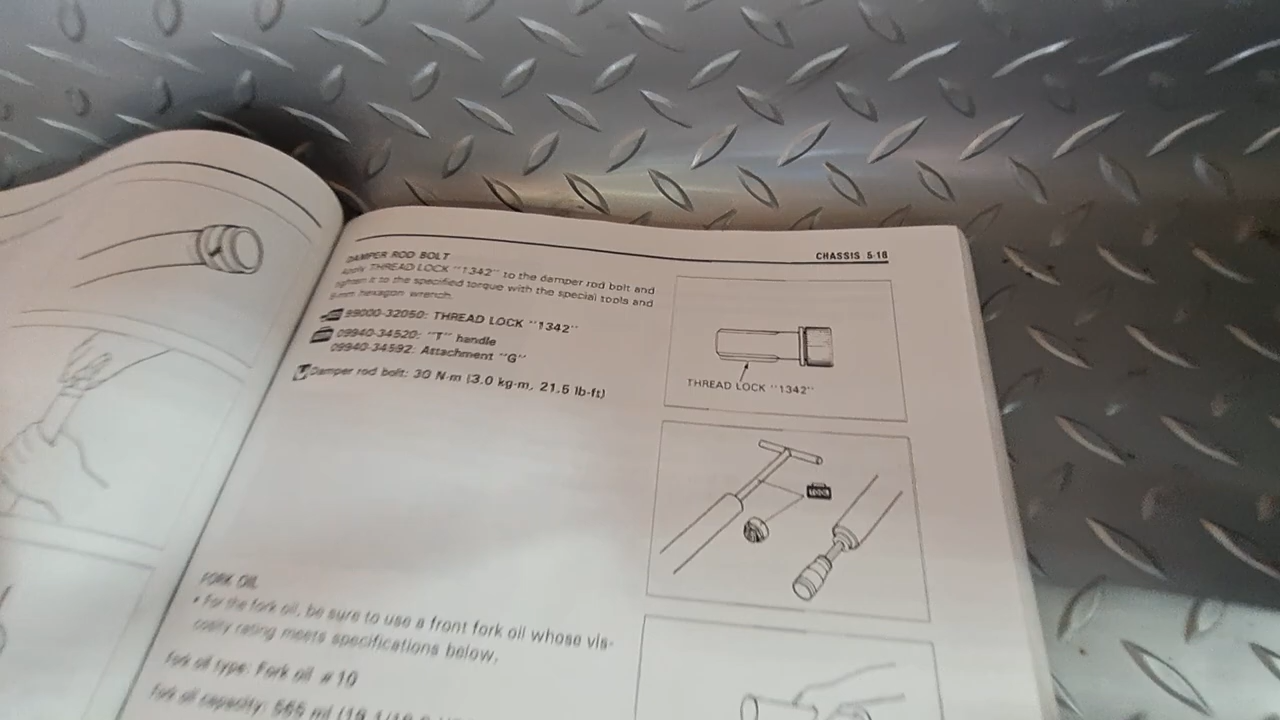 CHASSIS 5-18
DAMPER ROD BOLT
Apply THREAD LOCK "1342" to the damper rod bolt and
tighten it to the specified torque with the special tools and
hexagon wrench.
99000-32050: THREAD LOCK "1342"
09940-34520: "T" handle
09940-34592: Attachment "G"
Damper rod bolt: 30 N·m (3.0 kg-m, 21.5 lb-ft)
THREAD LOCK "1342"
TOOL
FORK OIL
• For the fork oil, be sure to use a front fork oil whose vis-
cosity rating meets specifications below.
Fork oil type: Fork oil #10
Fork oil capacity: ml